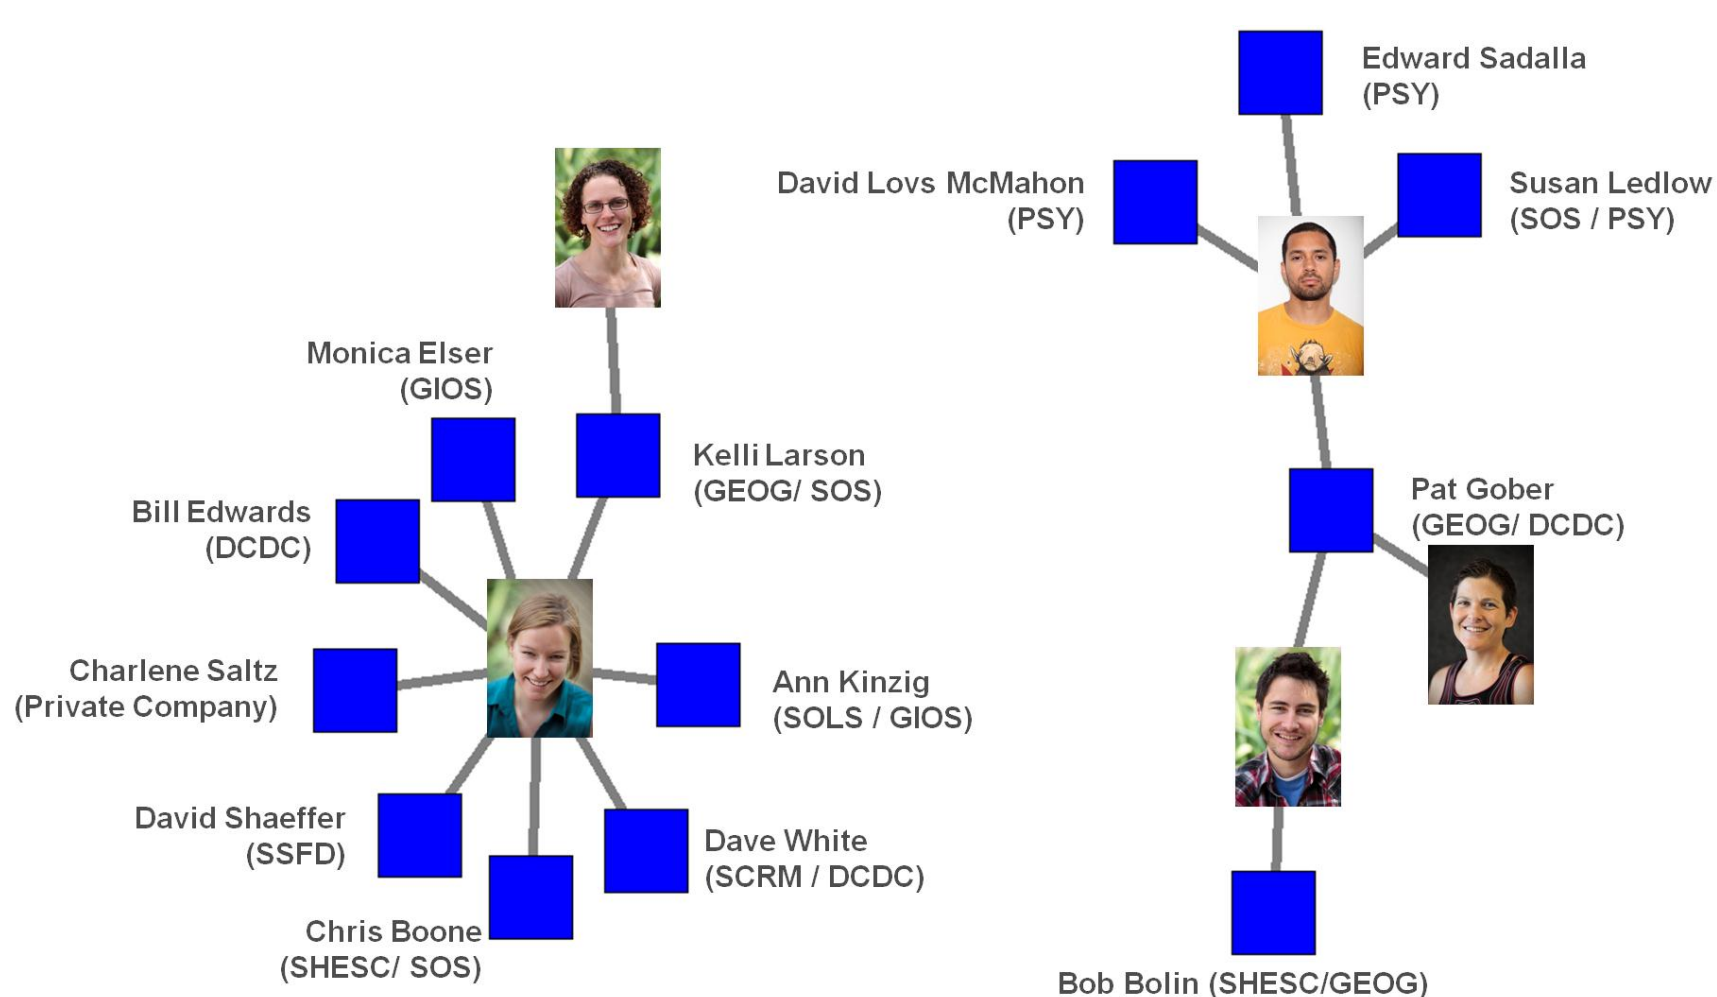 Edward Sadalla
(PSY)
David Lovs McMahon
(PSY)
Susan Ledlow
(SOS / PSY)
Monica Elser
(GIOS)
Kelli Larson
(GEOG/ SOS)
Bill Edwards
(DCDC)
Pat Gober
(GEOG/ DCDC)
Charlene Saltz
(Private Company)
Ann Kinzig
(SOLS / GIOS)
David Shaeffer
(SSFD)
Dave White
(SCRM / DCDC)
Chris Boone
(SHESC/ SOS)
Bob Bolin (SHESC/GEOG)